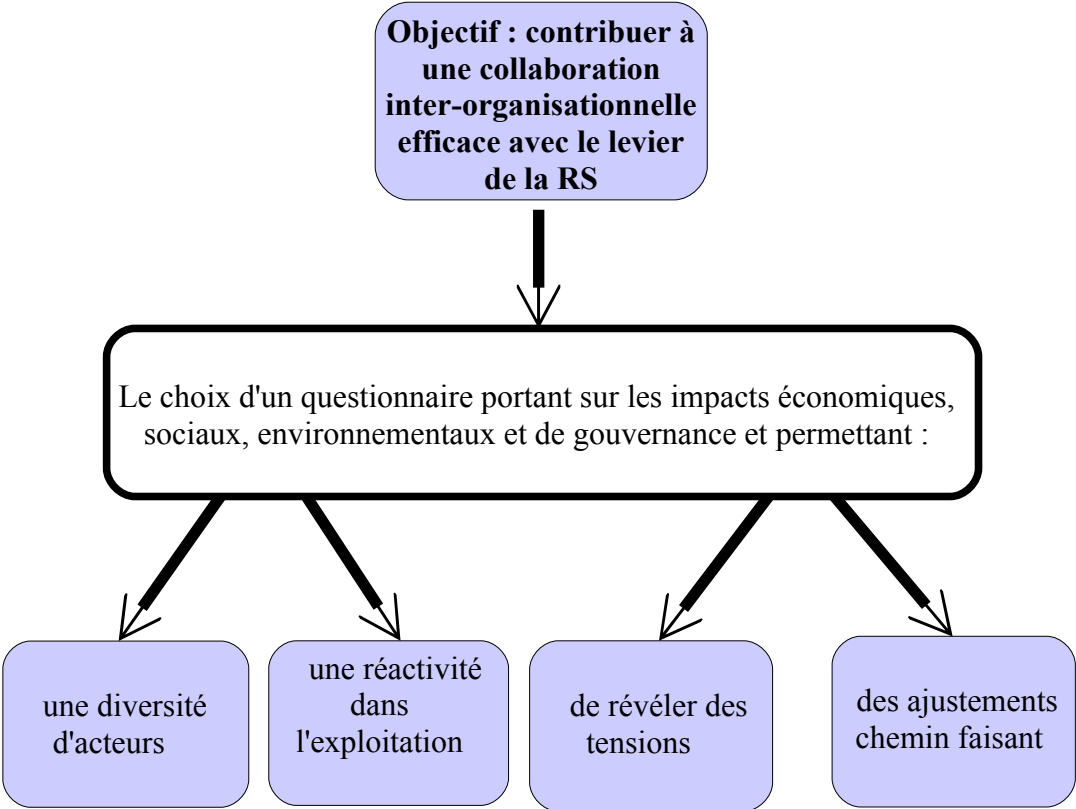 Objectif : contribuer à
une collaboration
inter-organisationnelle
efficace avec le levier
de la RS
Le choix d'un questionnaire portant sur les impacts économiques,
sociaux, environnementaux et de gouvernance et permettant :
une diversité
d'acteurs
une réactivité
dans
l'exploitation
de révéler des
tensions
des ajustements
chemin faisant